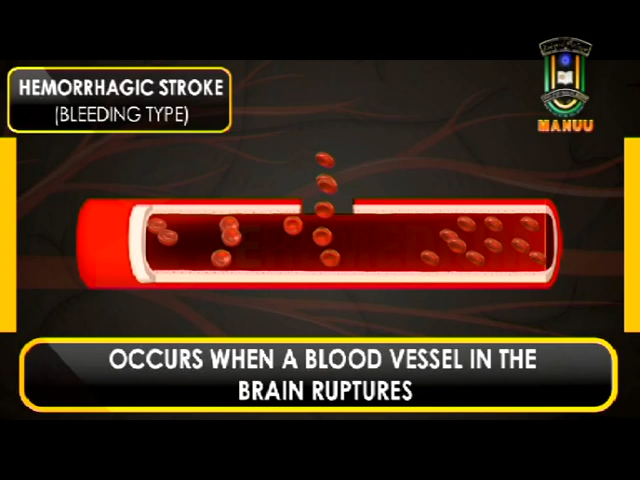 HEMORRHAGIC STROKE
(BLEEDING TYPE)
MANUU
OCCURS WHEN A BLOOD VESSEL IN THE
BRAIN RUPTURES